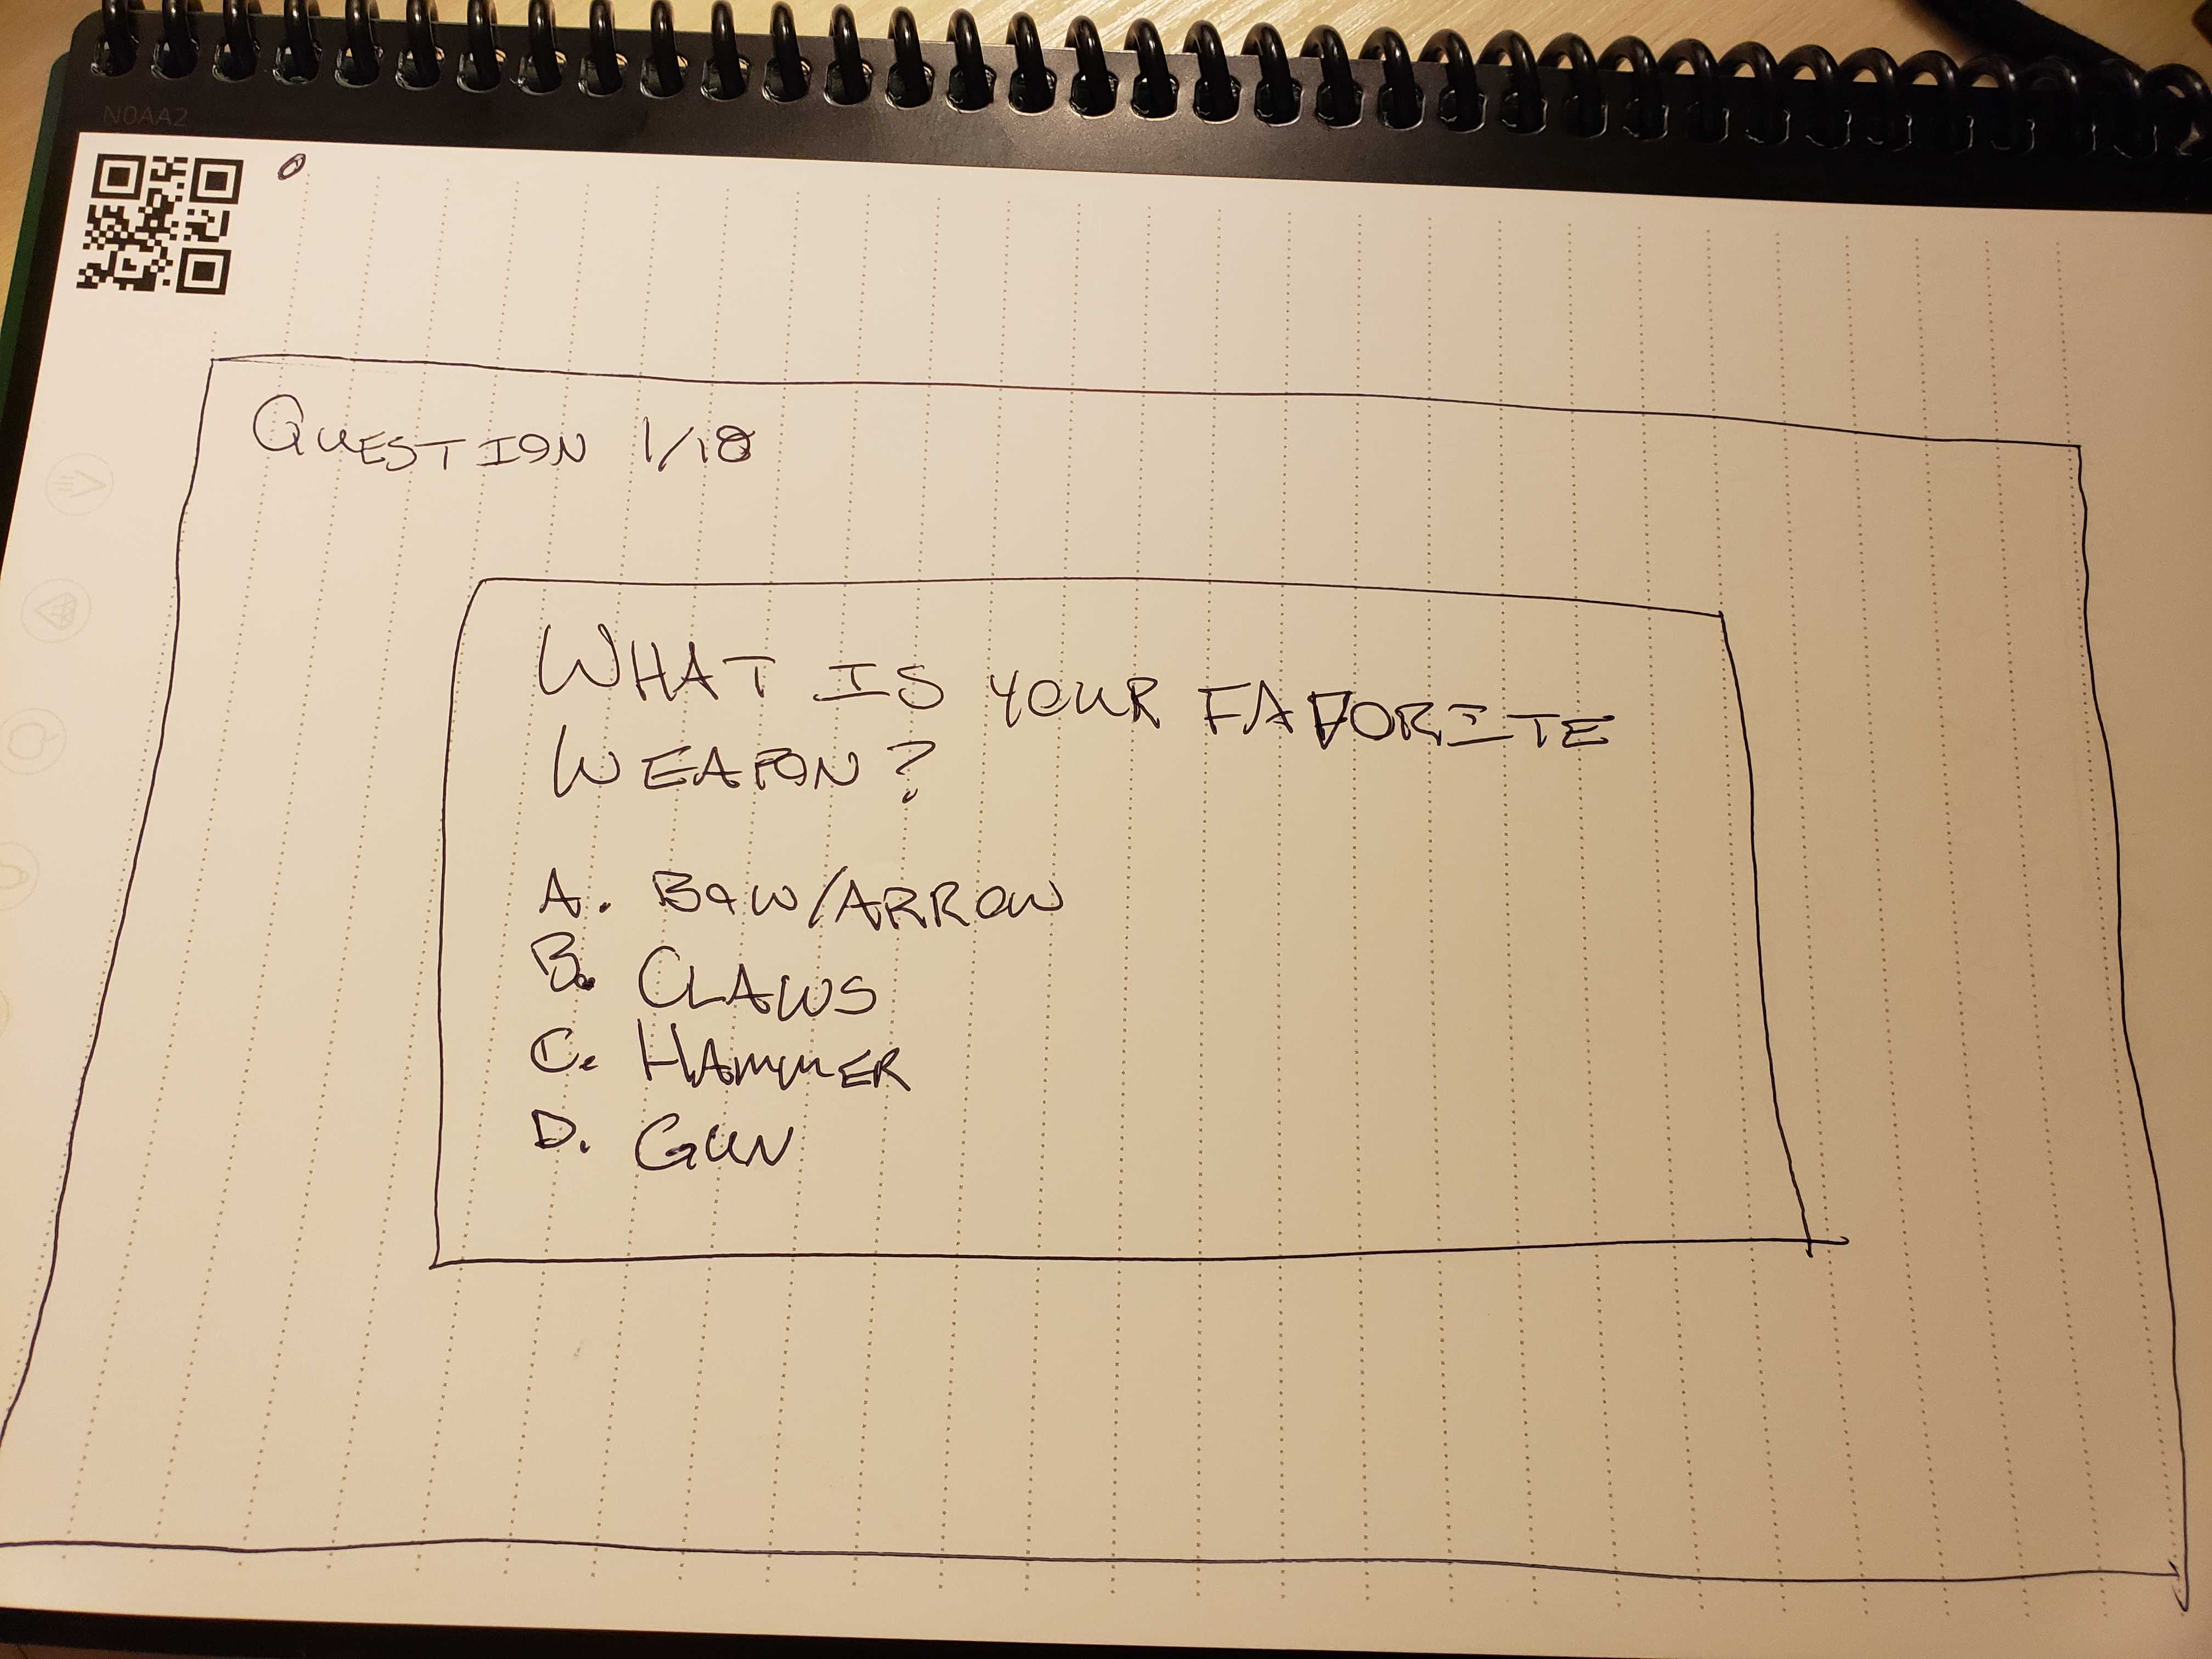 N0AA2
QUESTION 1/18
WHAT IS YOUR FAVORITE
WEAPON?
A. BOW/ARROW
B. CLAWS
C. HAMMER
D. GUN